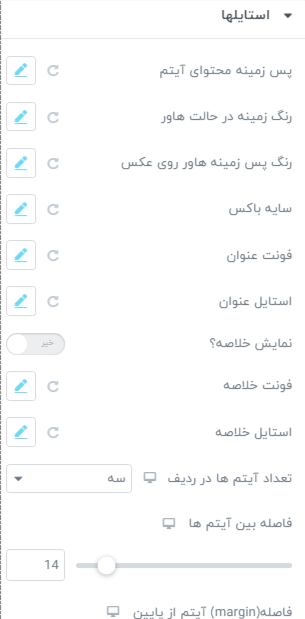 استایلها
پس زمینه محتوای آیتم
رنگ زمینه در حالت هاور
رنگ پس زمینه هاور روی عکس
سایه باکس
فونت عنوان
استایل عنوان
نمایش خلاصه؟ خیر
فونت خلاصه
استایل خلاصه
تعداد آیتم ها در ردیف سه
فاصله بین آیتم ها
14
فاصله(margin) آیتم از پایین